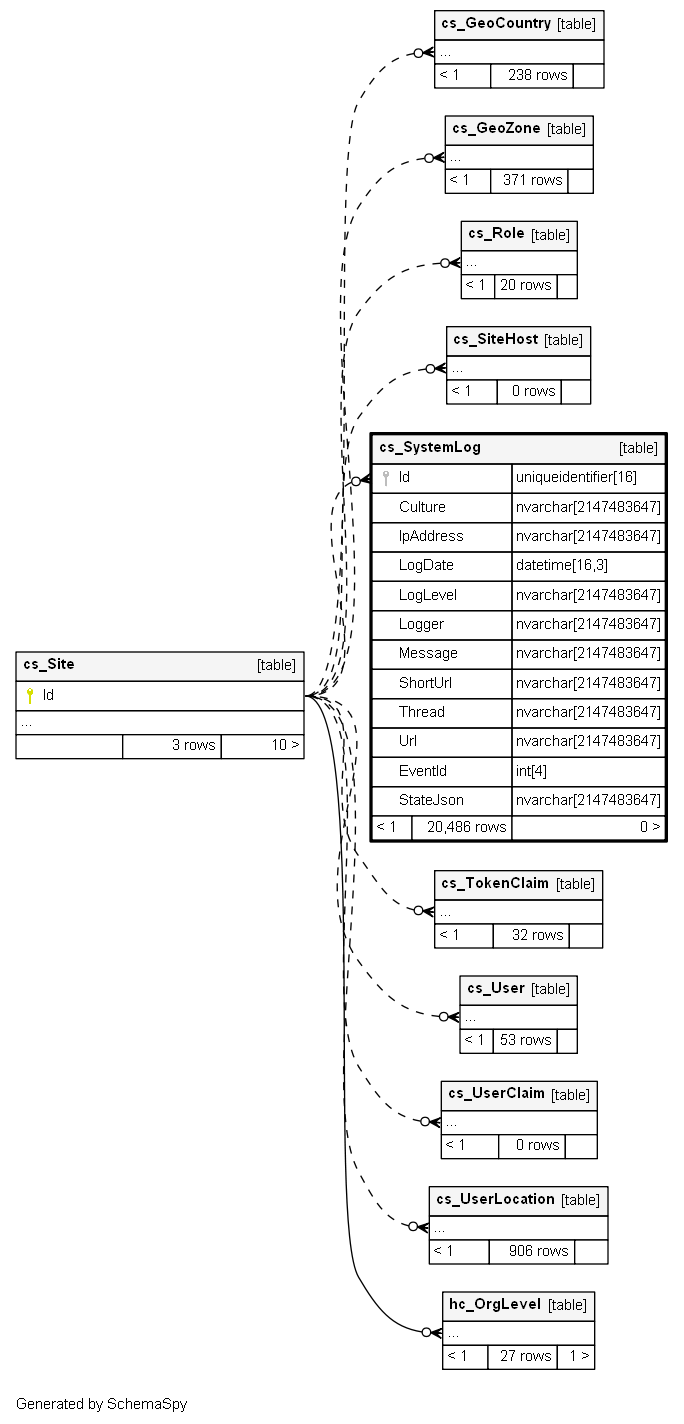 cs_GeoCountry [table]
...
< 1 238 rows
cs_GeoZone [table]
...
< 1 371 rows
cs_Role [table]
...
< 1 20 rows
cs_SiteHost [table]
...
< 1 0 rows
cs_SystemLog [table]
Id uniqueidentifier[16]
Culture nvarchar[2147483647]
IpAddress nvarchar[2147483647]
LogDate datetime[16,3]
LogLevel nvarchar[2147483647]
Logger nvarchar[2147483647]
Message nvarchar[2147483647]
ShortUrl nvarchar[2147483647]
Thread nvarchar[2147483647]
Url nvarchar[2147483647]
EventId int[4]
StateJson nvarchar[2147483647]
< 1 20,486 rows 0 >
cs_Site [table]
Id
...
3 rows 10 >
cs_TokenClaim [table]
...
< 1 32 rows
cs_User [table]
...
< 1 53 rows
cs_UserClaim [table]
...
< 1 0 rows
cs_UserLocation [table]
...
< 1 906 rows
hc_OrgLevel [table]
...
< 1 27 rows 1 >
Generated by SchemaSpy